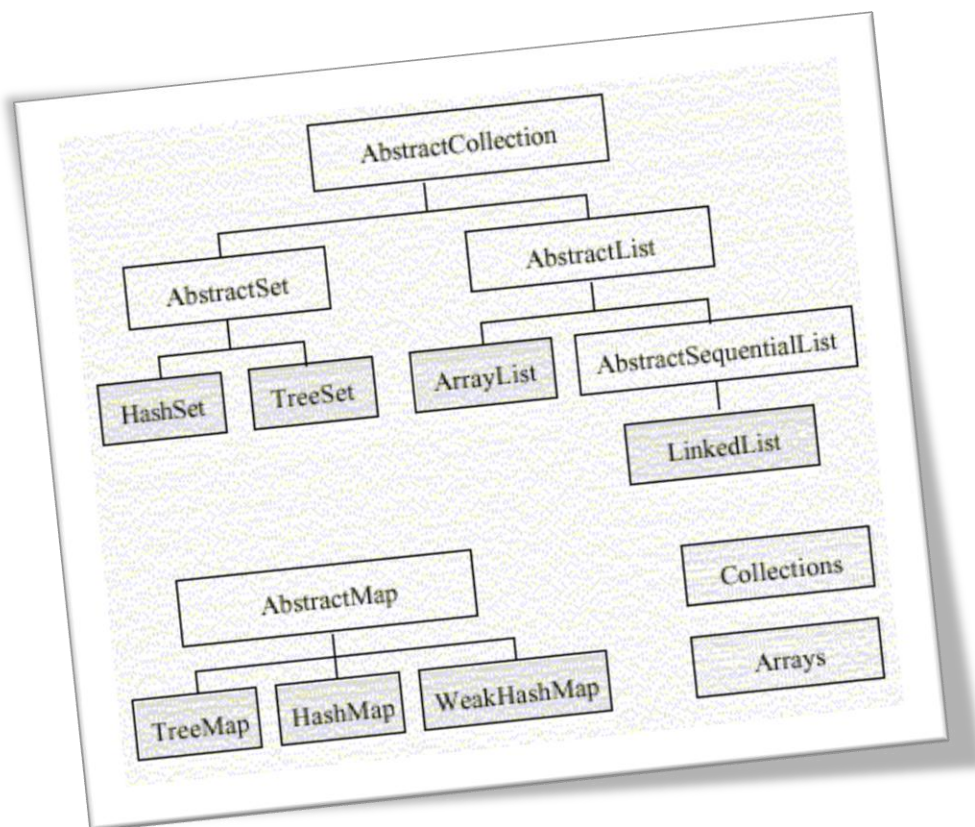 AbstractCollection
AbstractSet
AbstractList
HashSet
TreeSet
ArrayList
AbstractSequentialList
LinkedList
AbstractMap
Collections
Arrays
TreeMap
HashMap
WeakHashMap